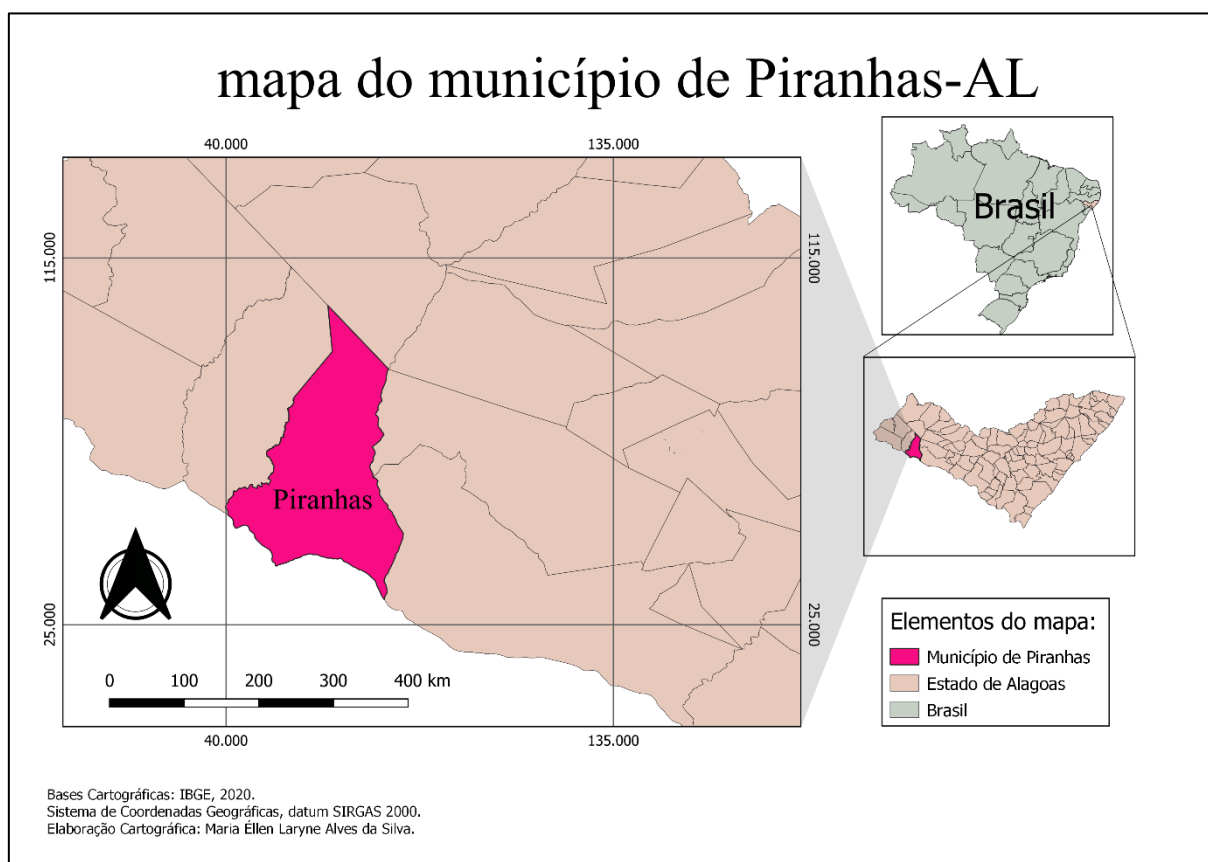 mapa do município de Piranhas-AL
40.000
135.000
115.000
115.000
Brasil
Piranhas
25.000
25.000
0 100 200 300 400 km
40.000
135.000
Elementos do mapa:
Município de Piranhas
Estado de Alagoas
Brasil
Bases Cartográficas: IBGE, 2020.
Sistema de Coordenadas Geográficas, datum SIRGAS 2000.
Elaboração Cartográfica: Maria Éllen Laryne Alves da Silva.